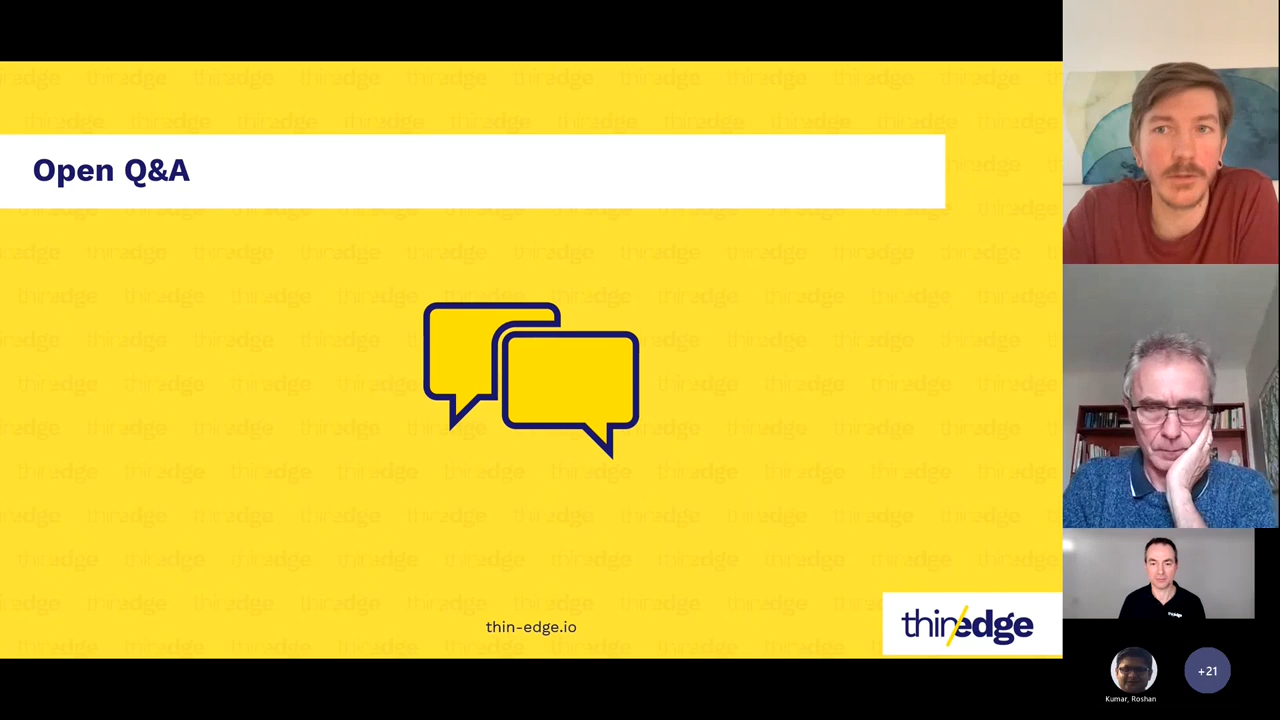 Open Q&A
thin-edge.io
thin/edge
Kumar, Roshan
+21